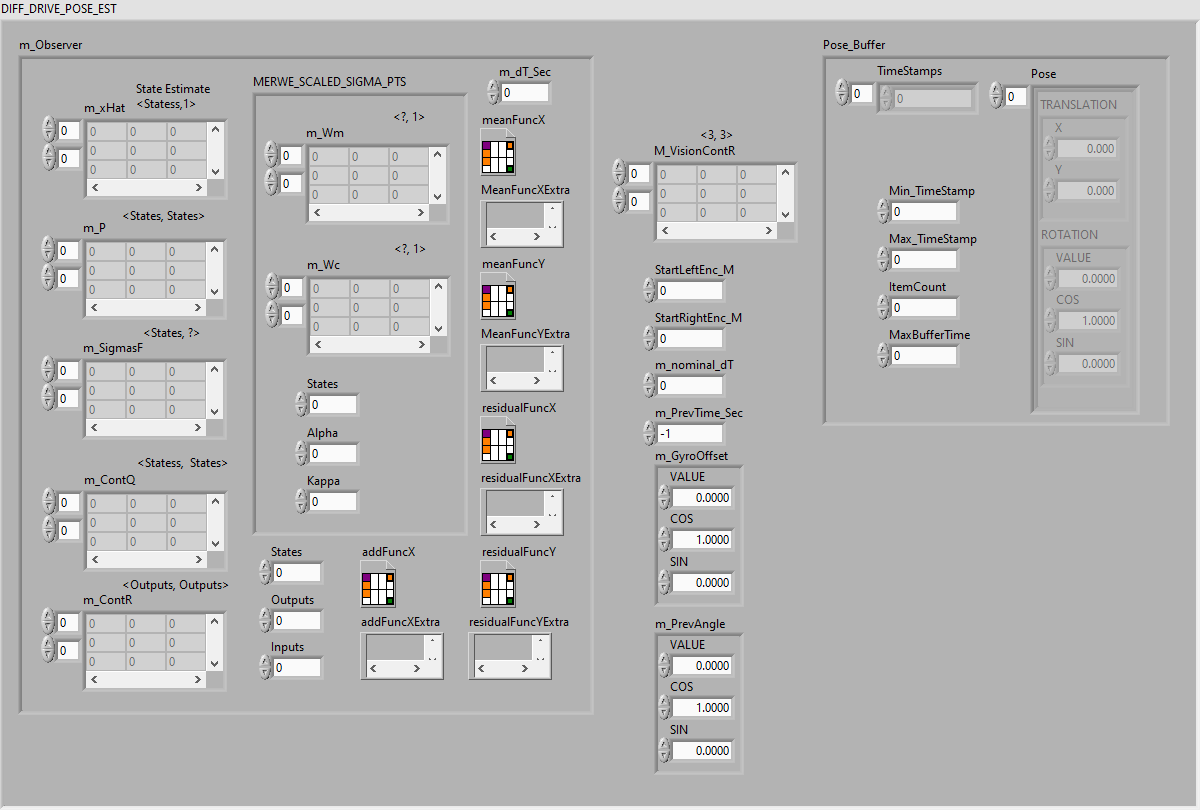 DIFF_DRIVE_POSE_EST
m_Observer
State Estimate
<Statess,1>
m_xHat
0
0
0 0 0
0 0 0
0 0 0
<States, States>
m_P
0
0
0 0 0
0 0 0
0 0 0
<States, ?>
m_SigmasF
0
0
0 0 0
0 0 0
0 0 0
<Statess, States>
m_ContQ
0
0
0 0 0
0 0 0
0 0 0
<Outputs, Outputs>
m_ContR
0
0
0 0 0
0 0 0
0 0 0
MERWE_SCALED_SIGMA_PTS
<?, 1>
m_Wm
0
0
0 0 0
0 0 0
0 0 0
<?, 1>
m_Wc
0
0
0 0 0
0 0 0
0 0 0
States
0
Alpha
0
Kappa
0
States
0
Outputs
0
Inputs
0
addFuncX
addFuncXExtra
m_dT_Sec
0
meanFuncX
MeanFuncXExtra
meanFuncY
MeanFuncYExtra
residualFuncX
residualFuncXExtra
residualFuncY
residualFuncYExtra
<3, 3>
M_VisionContR
0
0
0 0 0
0 0 0
0 0 0
StartLeftEnc_M
0
StartRightEnc_M
0
m_nominal_dT
0
m_PrevTime_Sec
-1
m_GyroOffset
VALUE
0.0000
COS
1.0000
SIN
0.0000
m_PrevAngle
VALUE
0.0000
COS
1.0000
SIN
0.0000
Pose_Buffer
TimeStamps
0
0
Min_TimeStamp
0
Max_TimeStamp
0
ItemCount
0
MaxBufferTime
0
Pose
0
TRANSLATION
X
0.000
Y
0.000
ROTATION
VALUE
0.0000
COS
1.0000
SIN
0.0000